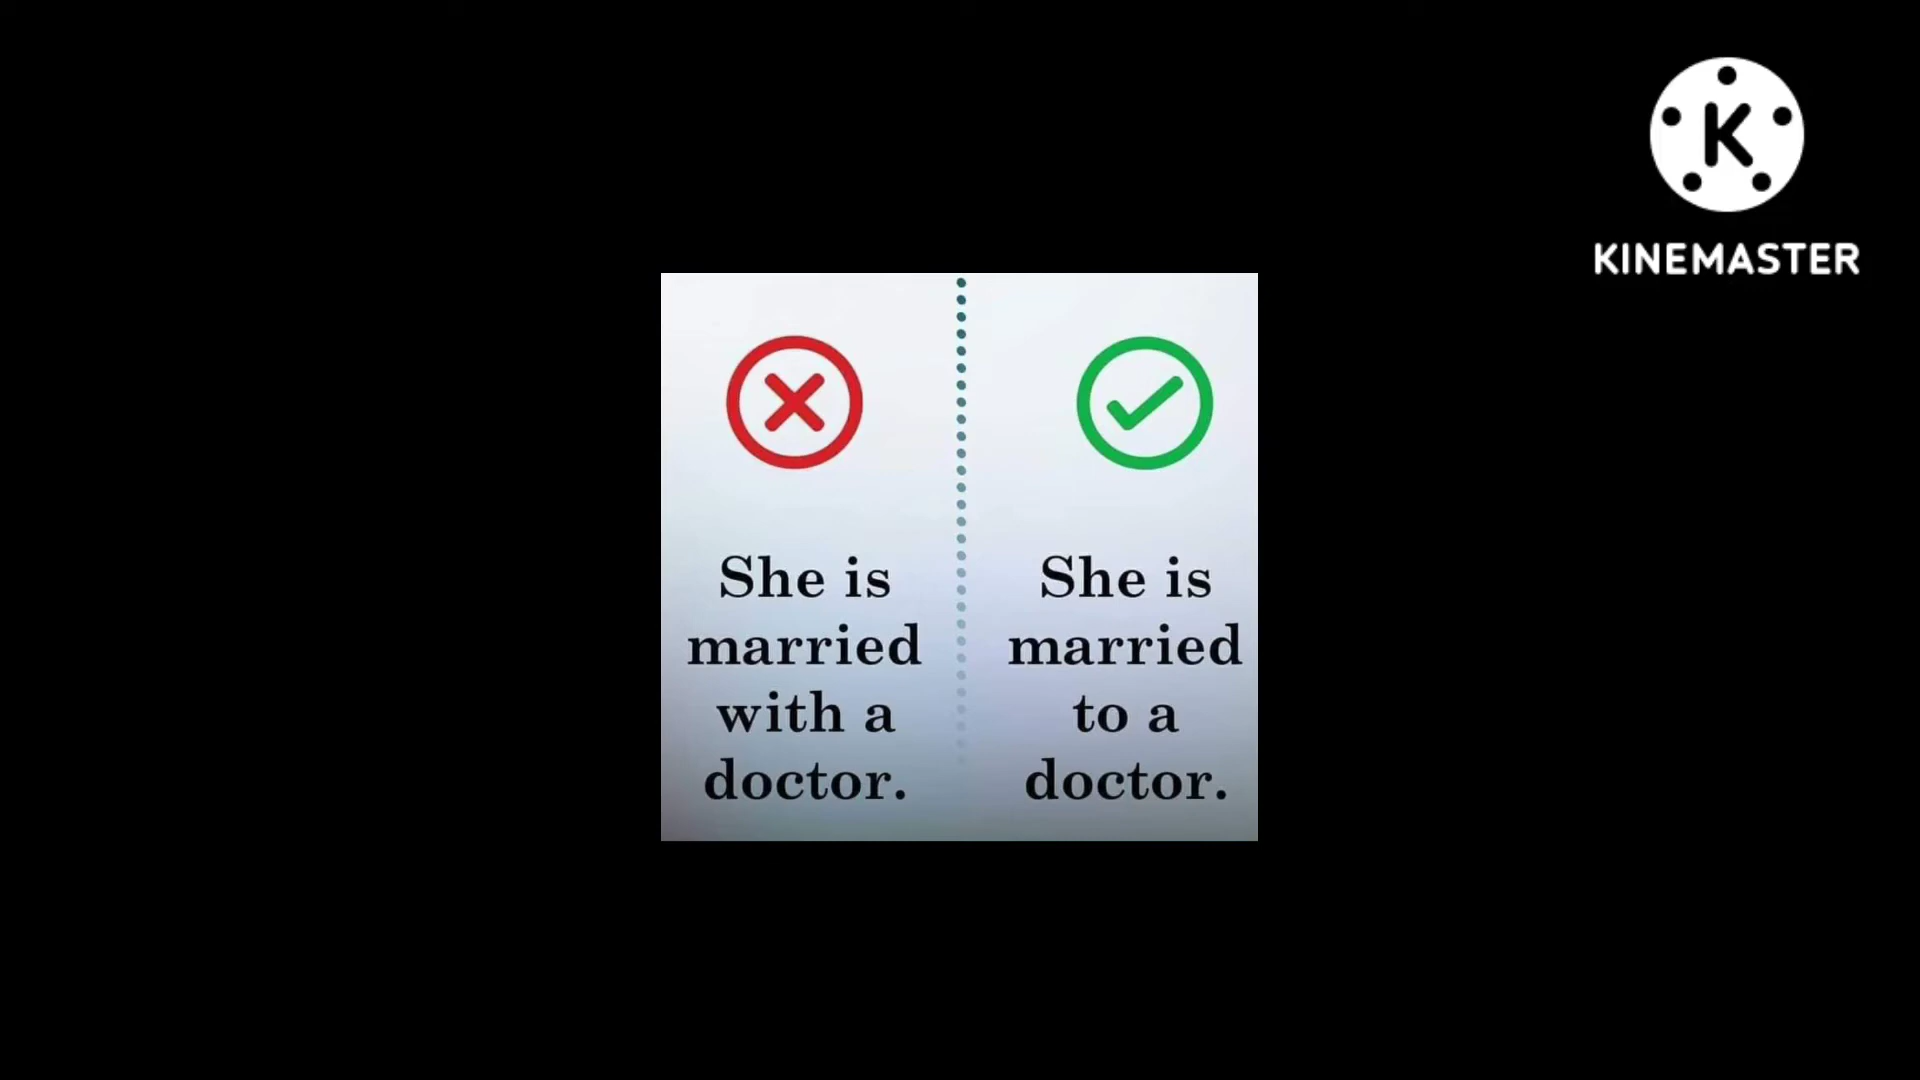 K
KINEMASTER
She is
married
with a
doctor.
She is
married
to a
doctor.